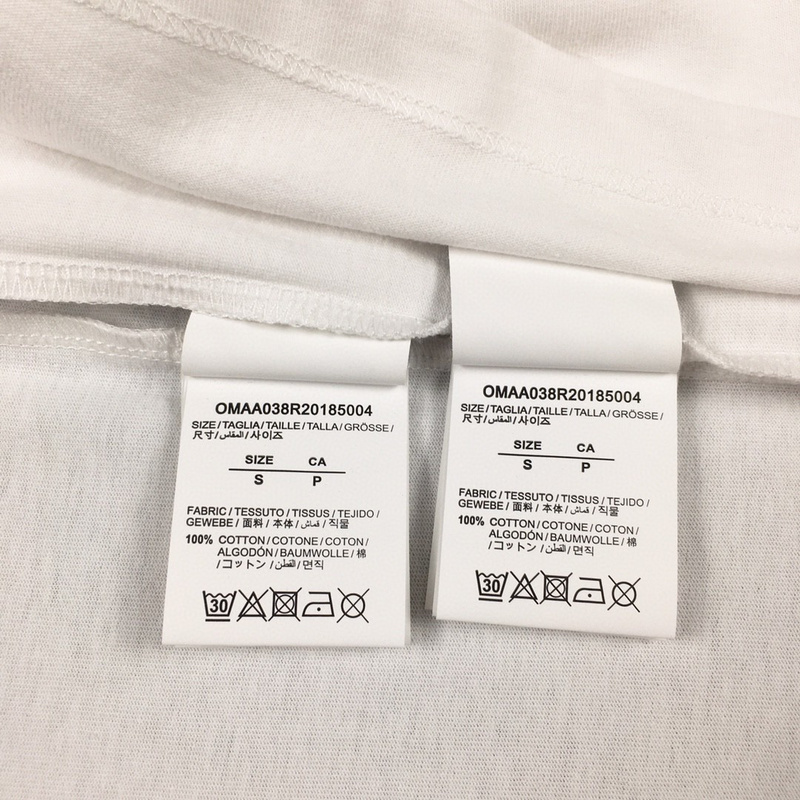 OMAA038R20185004
SIZE/TAGLIA/TAILLE/TALLA/GRÖSSE/
尺寸/المقاس/사이즈
SIZE CA
S P
FABRIC/TESSUTO/TISSUS/TEJIDO/
GEWEBE/面料/本体/قماش/직물
100% COTTON/COTONE/COTON/
ALGODÓN/BAUMWOLLE/棉
/コットン/القطن/면직
30
OMAA038R20185004
SIZE/TAGLIA/TAILLE/TALLA/GRÖSSE/
尺寸/المقاس/사이즈
SIZE CA
S P
FABRIC/TESSUTO/TISSUS/TEJIDO/
GEWEBE/面料/本体/قماش/직물
100% COTTON/COTONE/COTON/
ALGODÓN/BAUMWOLLE/棉
/コットン/القطن/면직
30